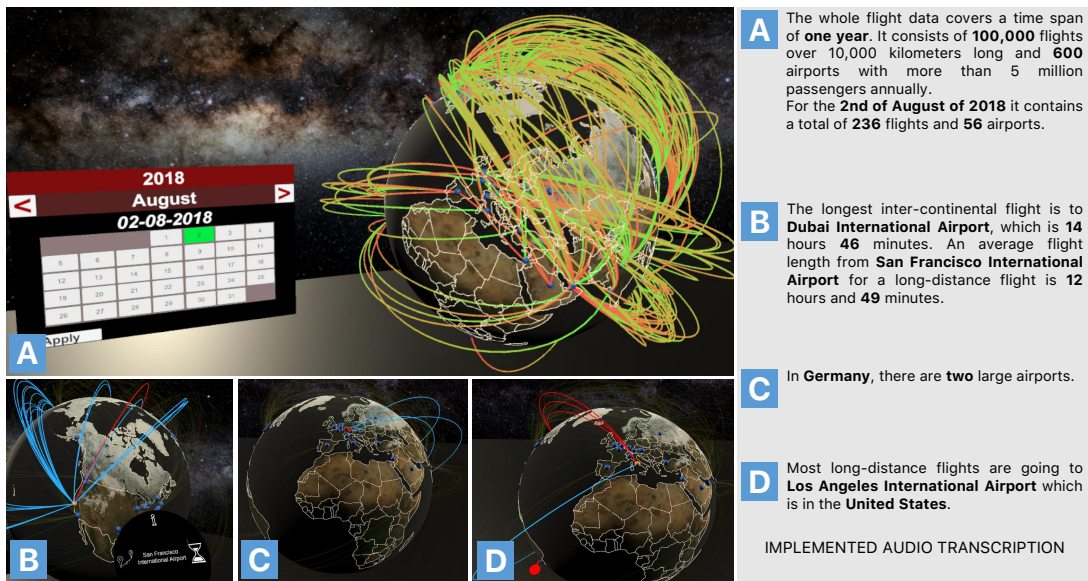 2018
< August >
02-08-2018
1 2 3 4
5 6 7 8 9 10 11
12 13 14 15 16 17 18
19 20 21 22 23 24 25
26 27 28 29 30 31
Apply
A
B
San Francisco
International Airport
C
D
A
The whole flight data covers a time span
of one year. It consists of 100,000 flights
over 10,000 kilometers long and 600
airports with more than 5 million
passengers annually.
For the 2nd of August of 2018 it contains
a total of 236 flights and 56 airports.
B
The longest inter-continental flight is to
Dubai International Airport, which is 14
hours 46 minutes. An average flight
length from San Francisco International
Airport for a long-distance flight is 12
hours and 49 minutes.
C
In Germany, there are two large airports.
D
Most long-distance flights are going to
Los Angeles International Airport which
is in the United States.
IMPLEMENTED AUDIO TRANSCRIPTION